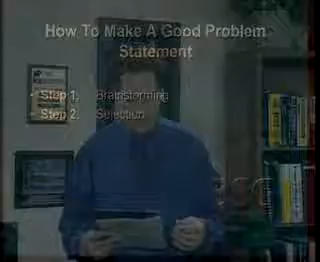 How To Make A Good Problem
Statement
• Step 1. Brainstorming
• Step 2. Selection